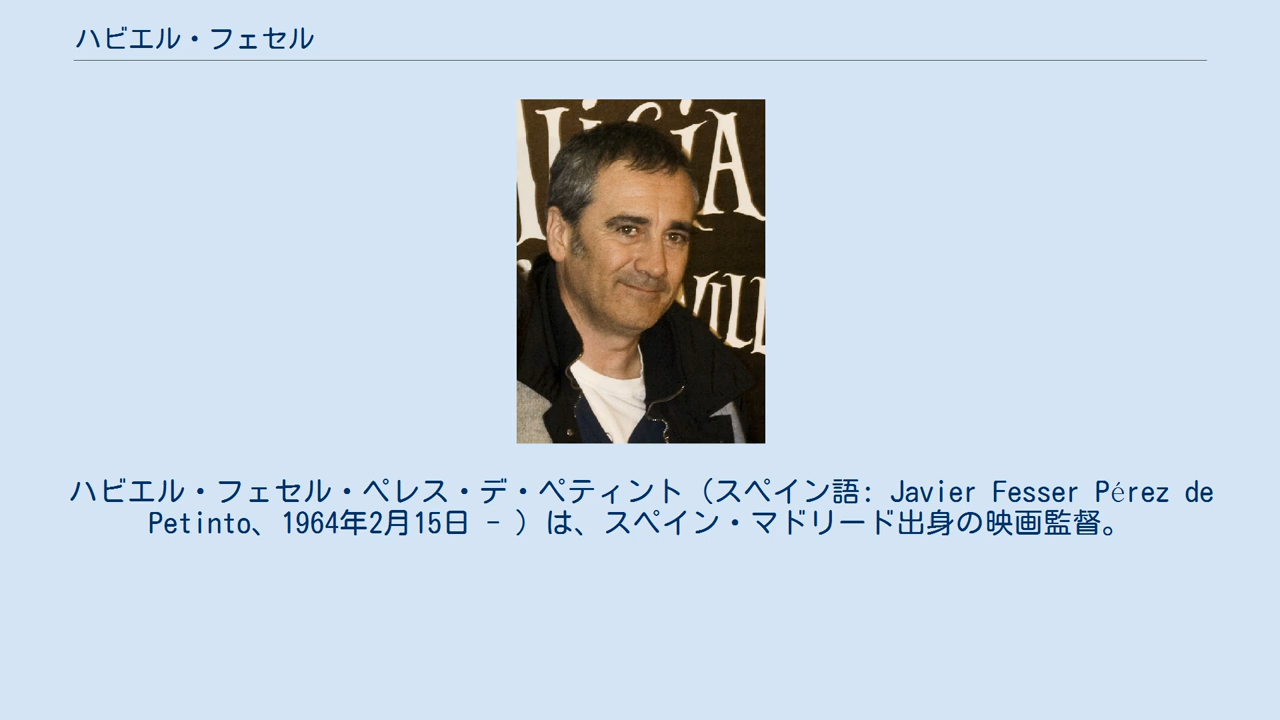 ハビエル・フェセル
AliciA
VILL
ハビエル・フェセル・ペレス・デ・ペティント（スペイン語: Javier Fesser Pérez de
Petinto、1964年2月15日 - ）は、スペイン・マドリード出身の映画監督。